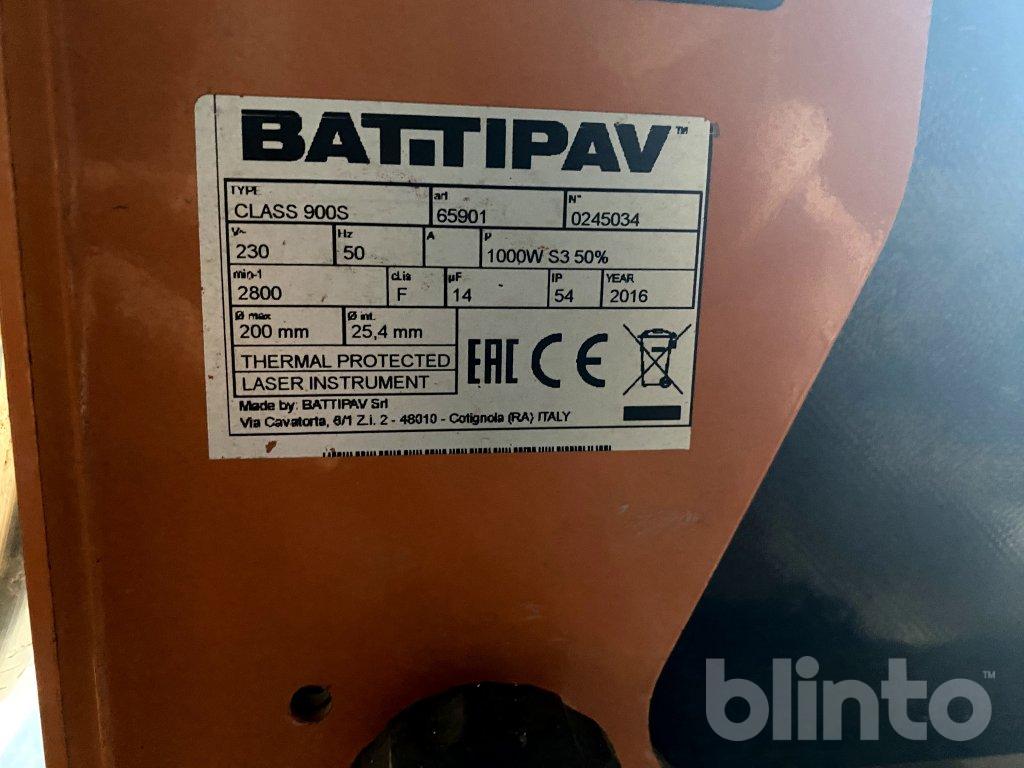 BATTIPAV™
TYPE art N°
CLASS 900S 65901 0245034
V~ Hz A P
230 50 1000W S3 50%
min-1 cl.is µF IP YEAR
2800 F 14 54 2016
Ø max Ø int.
200 mm 25,4 mm
THERMAL PROTECTED
LASER INSTRUMENT
EAC CE
Made by: BATTIPAV Srl
Via Cavatorta, 6/1 Z.i. 2 - 48010 - Cotignola (RA) ITALY
blinto™